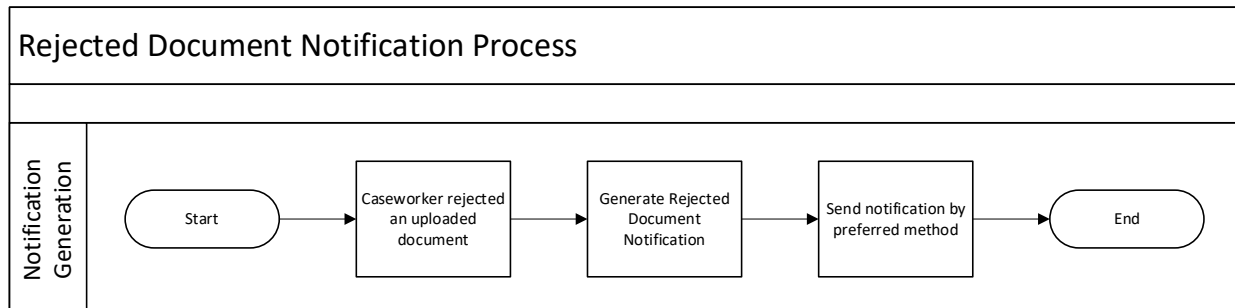 Rejected Document Notification Process
Notification
Generation
Start
Caseworker rejected
an uploaded
document
Generate Rejected
Document
Notification
Send notification by
preferred method
End